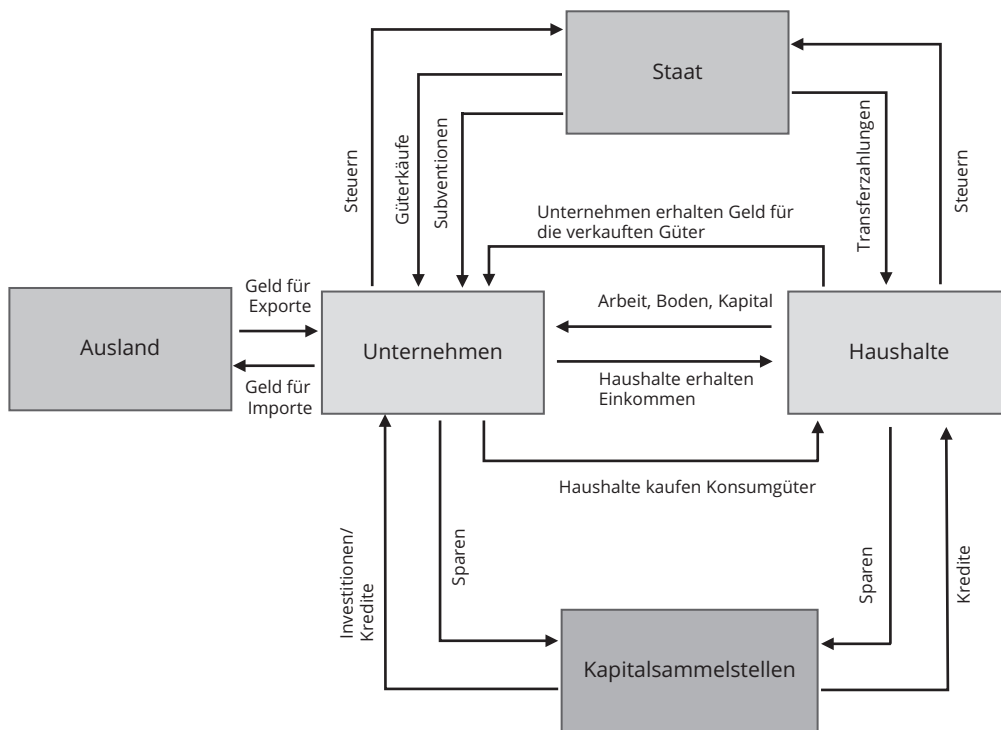 Staat
Steuern
Güterkäufe
Subventionen
Transferzahlungen
Steuern
Unternehmen erhalten Geld für
die verkauften Güter
Geld für
Exporte
Arbeit, Boden, Kapital
Ausland
Unternehmen
Haushalte
Geld für
Importe
Haushalte erhalten
Einkommen
Haushalte kaufen Konsumgüter
Investitionen/
Kredite
Sparen
Sparen
Kredite
Kapitalsammelstellen